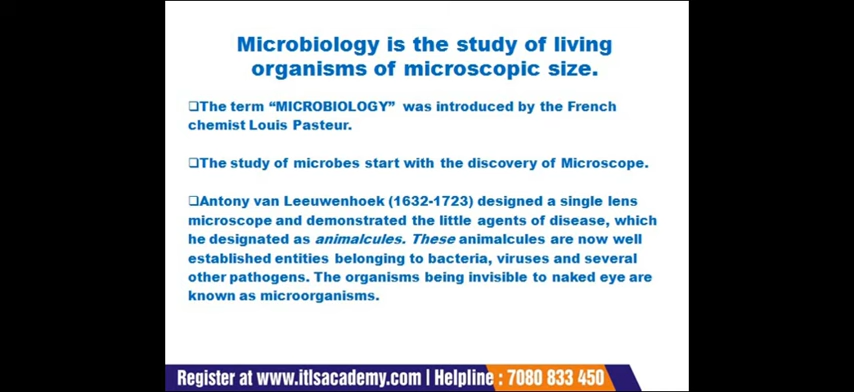 Microbiology is the study of living
organisms of microscopic size.
❑The term “MICROBIOLOGY” was introduced by the French
chemist Louis Pasteur.
❑The study of microbes start with the discovery of Microscope.
❑Antony van Leeuwenhoek (1632-1723) designed a single lens
microscope and demonstrated the little agents of disease, which
he designated as animalcules. These animalcules are now well
established entities belonging to bacteria, viruses and several
other pathogens. The organisms being invisible to naked eye are
known as microorganisms.
Register at www.itlsacademy.com | Helpline : 7080 833 450